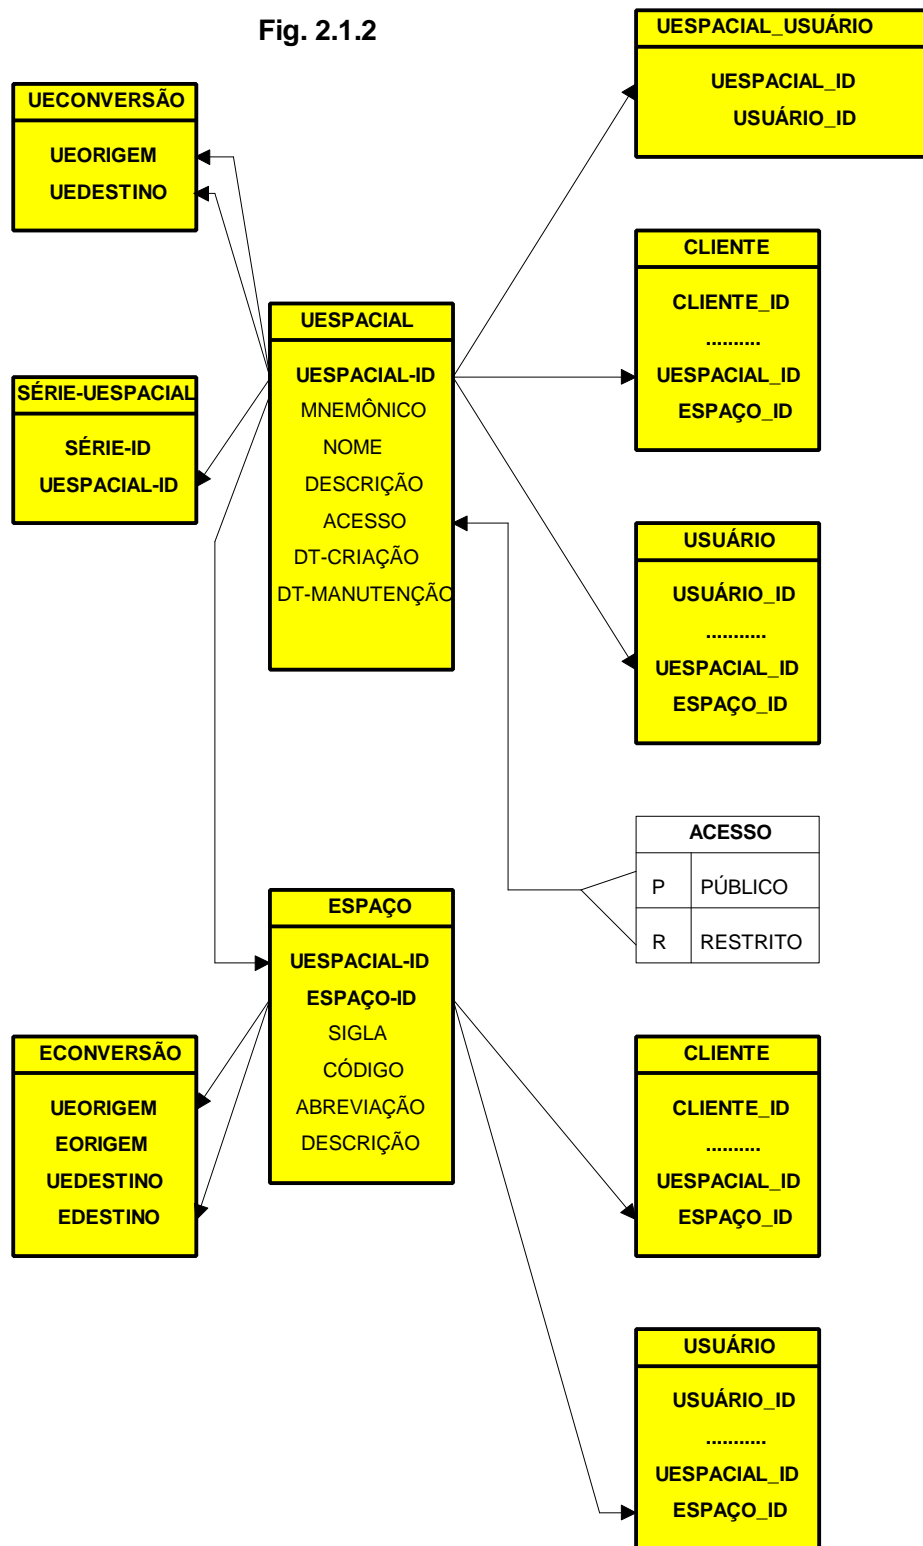 Fig. 2.1.2
UESPACIAL_USUÁRIO
UESPACIAL_ID
USUÁRIO_ID
UECONVERSÃO
UEORIGEM
UEDESTINO
CLIENTE
CLIENTE_ID
..........
UESPACIAL_ID
ESPAÇO_ID
UESPACIAL
UESPACIAL-ID
MNEMÔNICO
NOME
DESCRIÇÃO
ACESSO
DT-CRIAÇÃO
DT-MANUTENÇÃO
SÉRIE-UESPACIAL
SÉRIE-ID
UESPACIAL-ID
USUÁRIO
USUÁRIO_ID
...........
UESPACIAL_ID
ESPAÇO_ID
ACESSO
P PÚBLICO
R RESTRITO
ESPAÇO
UESPACIAL-ID
ESPAÇO-ID
SIGLA
CÓDIGO
ABREVIAÇÃO
DESCRIÇÃO
ECONVERSÃO
UEORIGEM
EORIGEM
UEDESTINO
EDESTINO
CLIENTE
CLIENTE_ID
..........
UESPACIAL_ID
ESPAÇO_ID
USUÁRIO
USUÁRIO_ID
...........
UESPACIAL_ID
ESPAÇO_ID